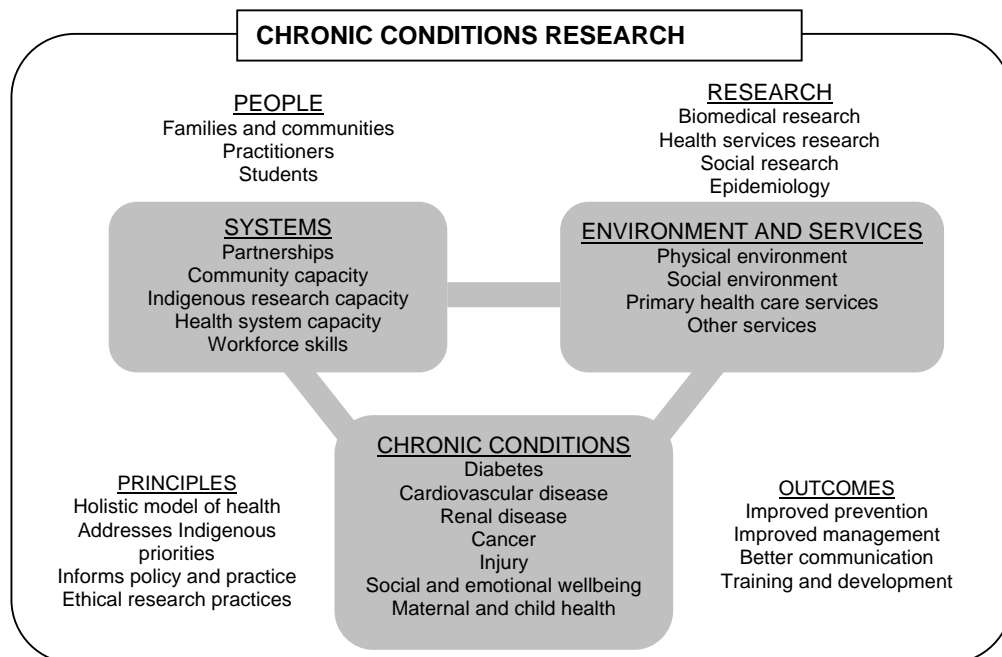 CHRONIC CONDITIONS RESEARCH
PEOPLE
Families and communities
Practitioners
Students
RESEARCH
Biomedical research
Health services research
Social research
Epidemiology
SYSTEMS
Partnerships
Community capacity
Indigenous research capacity
Health system capacity
Workforce skills
ENVIRONMENT AND SERVICES
Physical environment
Social environment
Primary health care services
Other services
CHRONIC CONDITIONS
Diabetes
Cardiovascular disease
Renal disease
Cancer
Injury
Social and emotional wellbeing
Maternal and child health
PRINCIPLES
Holistic model of health
Addresses Indigenous
priorities
Informs policy and practice
Ethical research practices
OUTCOMES
Improved prevention
Improved management
Better communication
Training and development